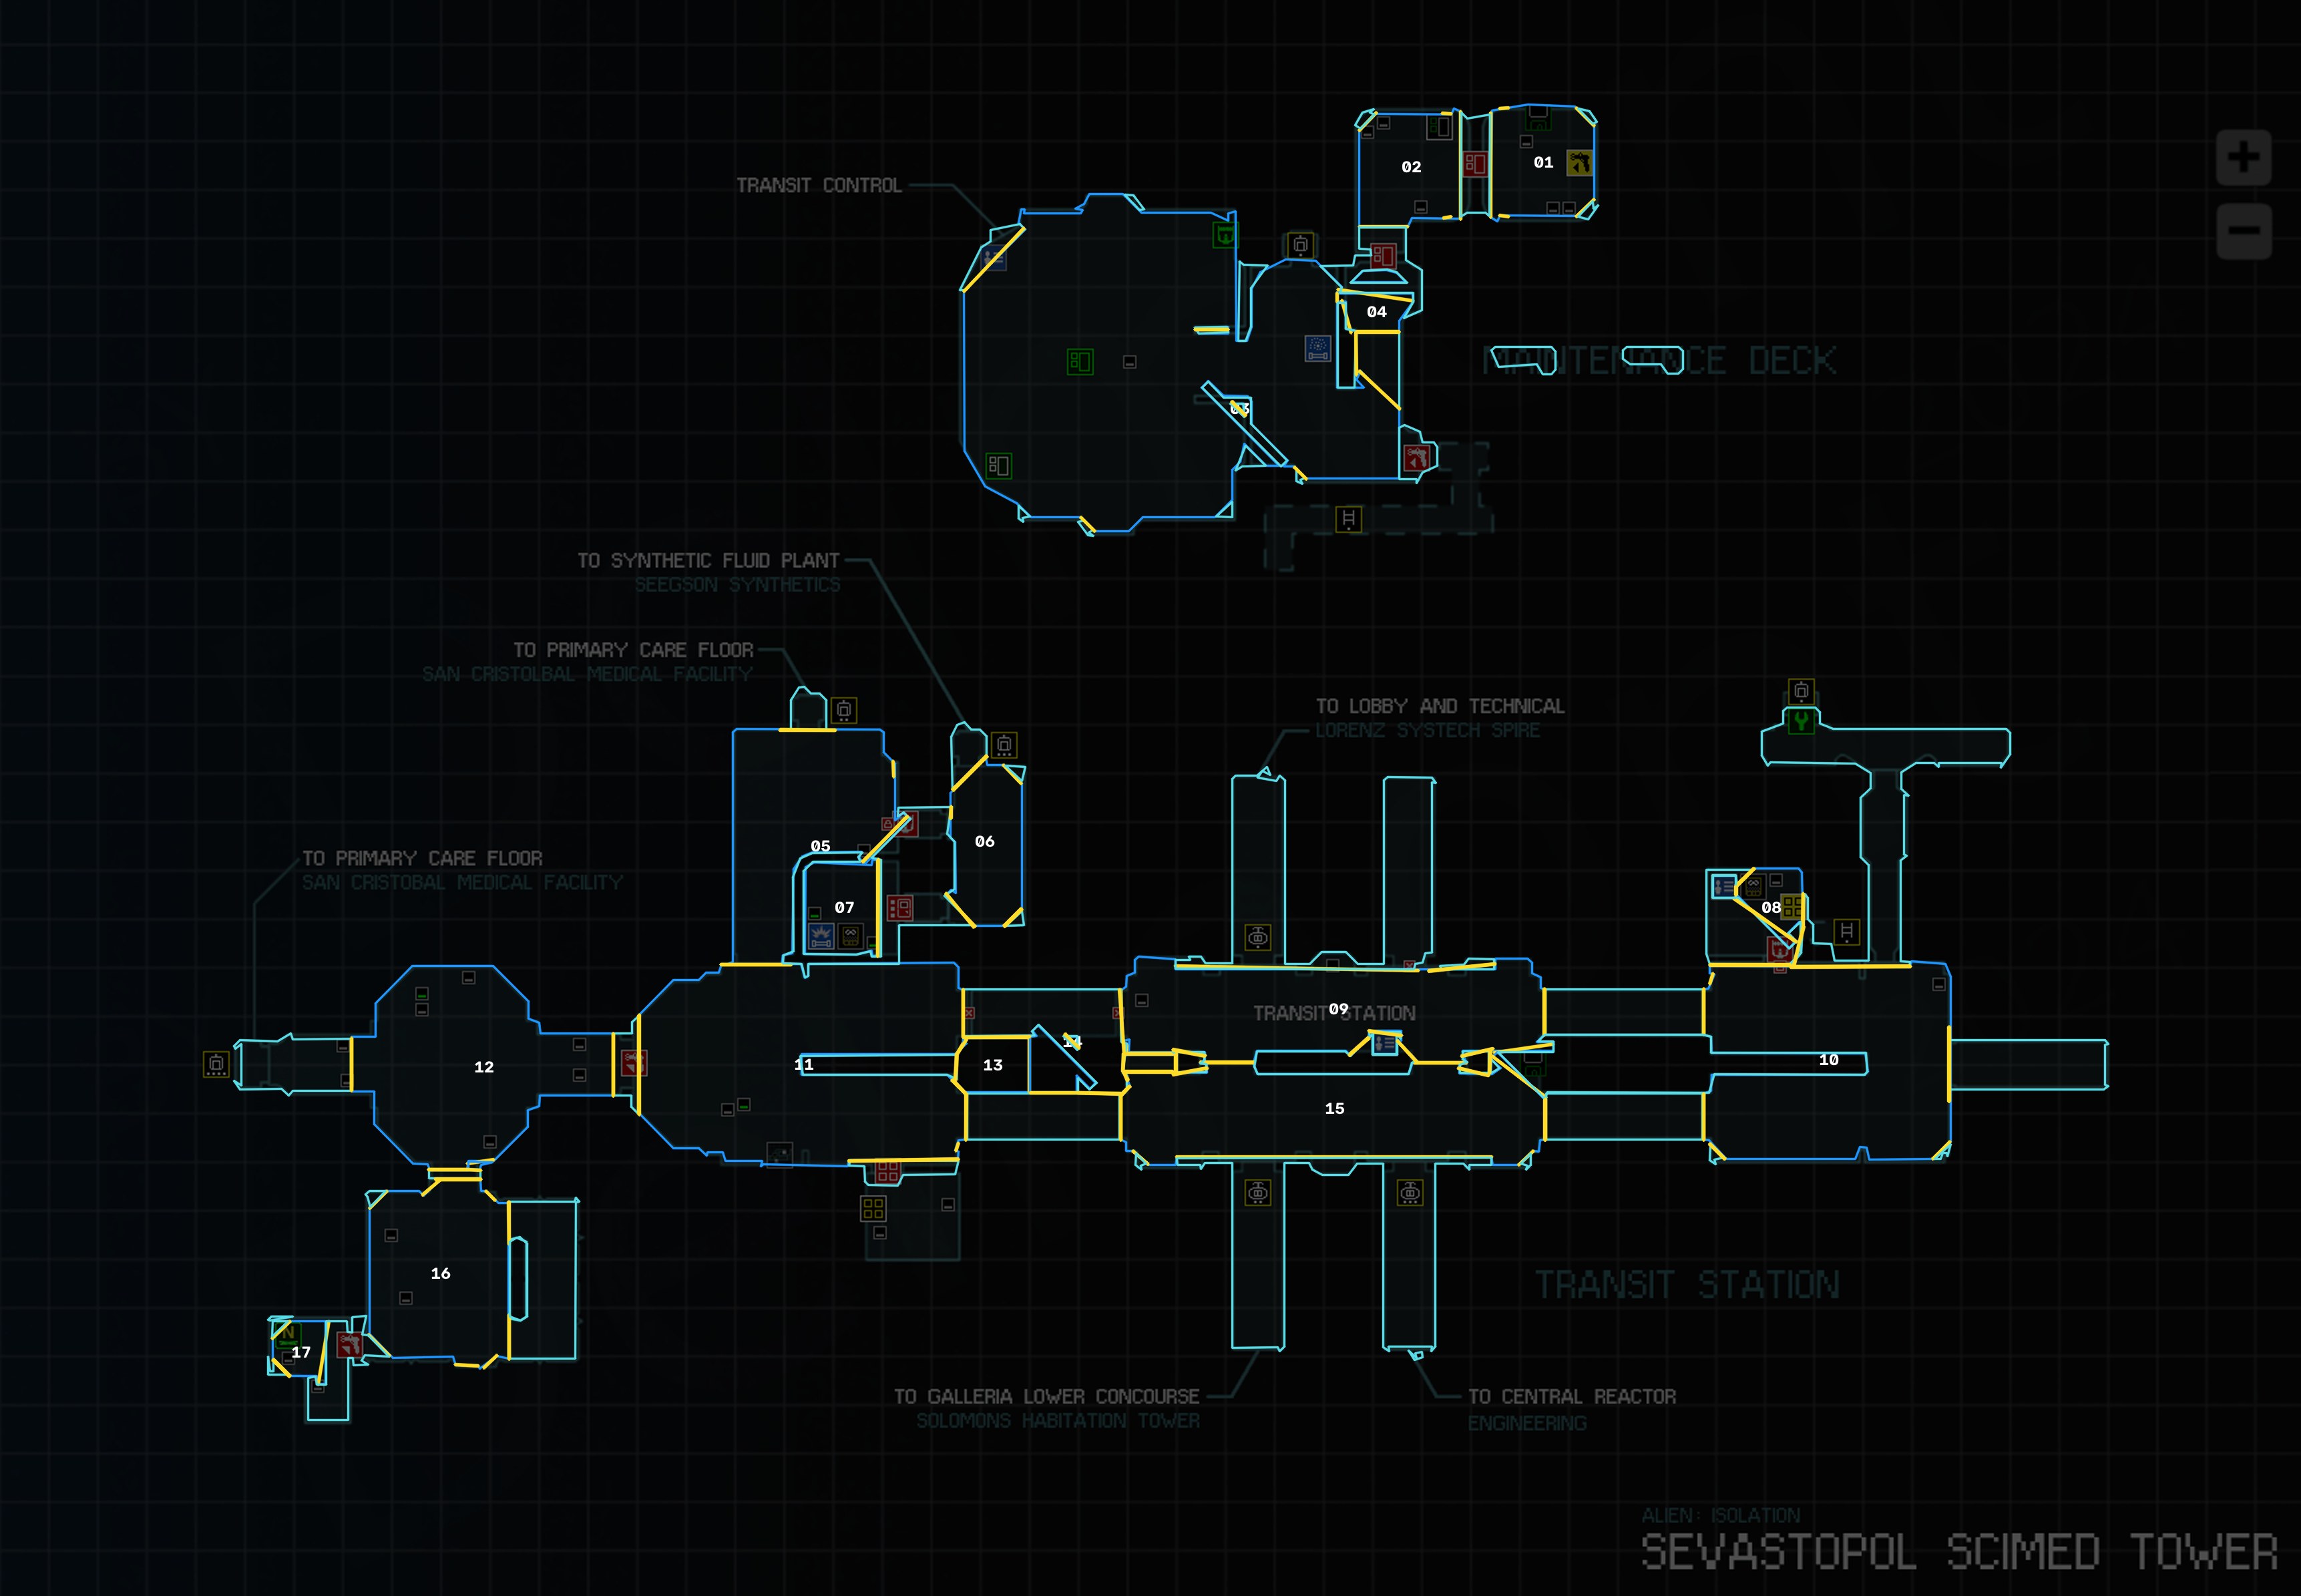 02
01
TRANSIT CONTROL
04
MAINTENANCE DECK
03
TO SYNTHETIC FLUID PLANT
SEEGSON SYNTHETICS
TO PRIMARY CARE FLOOR
SAN CRISTOLBAL MEDICAL FACILITY
TO LOBBY AND TECHNICAL
LORENZ SYSTECH SPIRE
05
06
TO PRIMARY CARE FLOOR
SAN CRISTOBAL MEDICAL FACILITY
07
08
09
TRANSIT STATION
14
10
11
13
12
15
16
TRANSIT STATION
N
17
TO GALLERIA LOWER CONCOURSE
SOLOMONS HABITATION TOWER
TO CENTRAL REACTOR
ENGINEERING
ALIEN: ISOLATION
SEVASTOPOL SCIMED TOWER